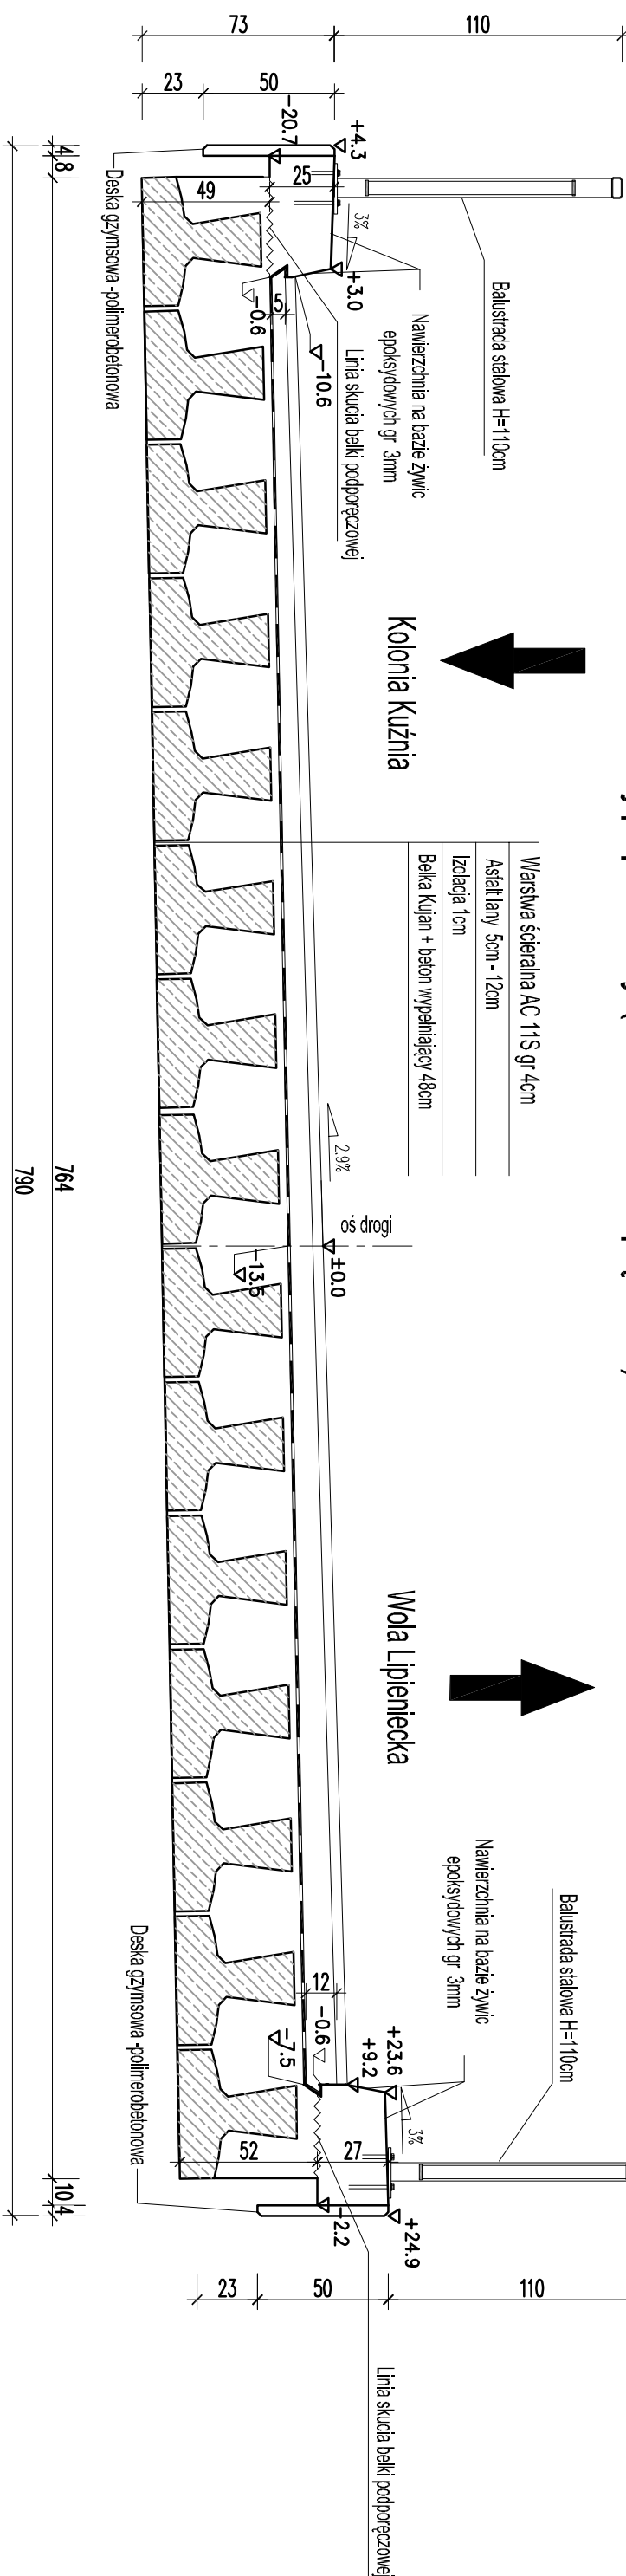 110
73
50
23
4
8
+4.3
-20.7
25
49
3%
+3.0
-0.6
5
-10.6
Deska gzymsowa -polimerobetonowa
Balustrada stalowa H=110cm
Nawierzchnia na bazie żywic
epoksydowych gr 3mm
Linia skucia belki podporęczowej
Kolonia Kuźnia
Warstwa ścieralna AC 11S gr 4cm
Asfalt lany 5cm - 12cm
Izolacja 1cm
Belka Kujan + beton wypełniający 48cm
2.9%
oś drogi
±0.0
-13.5
764
790
Wola Lipieniecka
Balustrada stalowa H=110cm
Nawierzchnia na bazie żywic
epoksydowych gr 3mm
12
-0.6
-7.5
+9.2
+23.6
3%
52
27
Deska gzymsowa -polimerobetonowa
10
4
-2.2
+24.9
110
50
23
Linia skucia belki podporęczowej